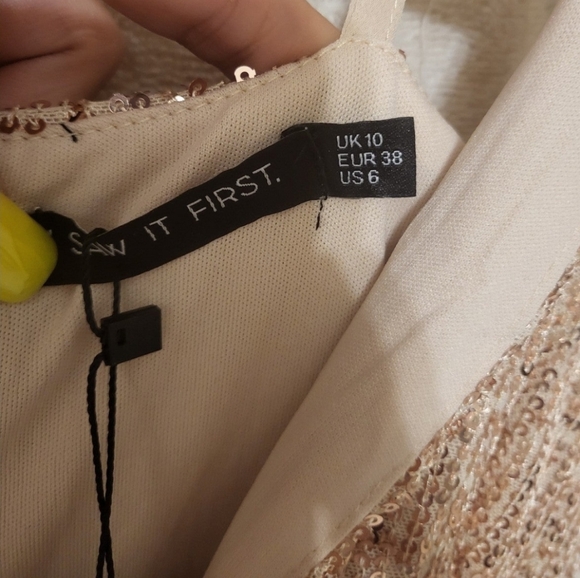 SAW IT FIRST.
UK 10
EUR 38
US 6